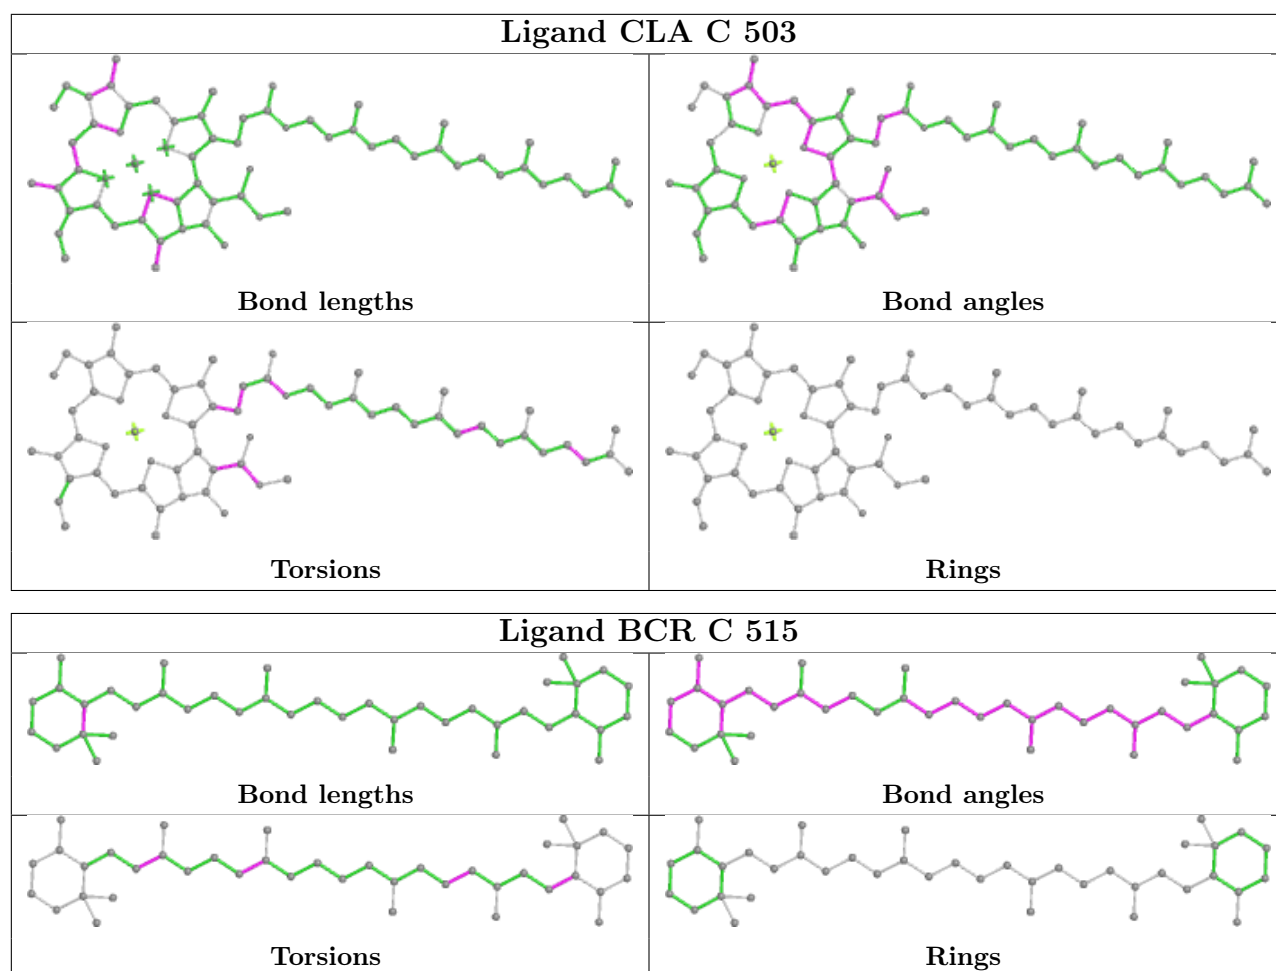 Ligand CLA C 503
Bond lengths
Bond angles
Torsions
Rings
Ligand BCR C 515
Bond lengths
Bond angles
Torsions
Rings